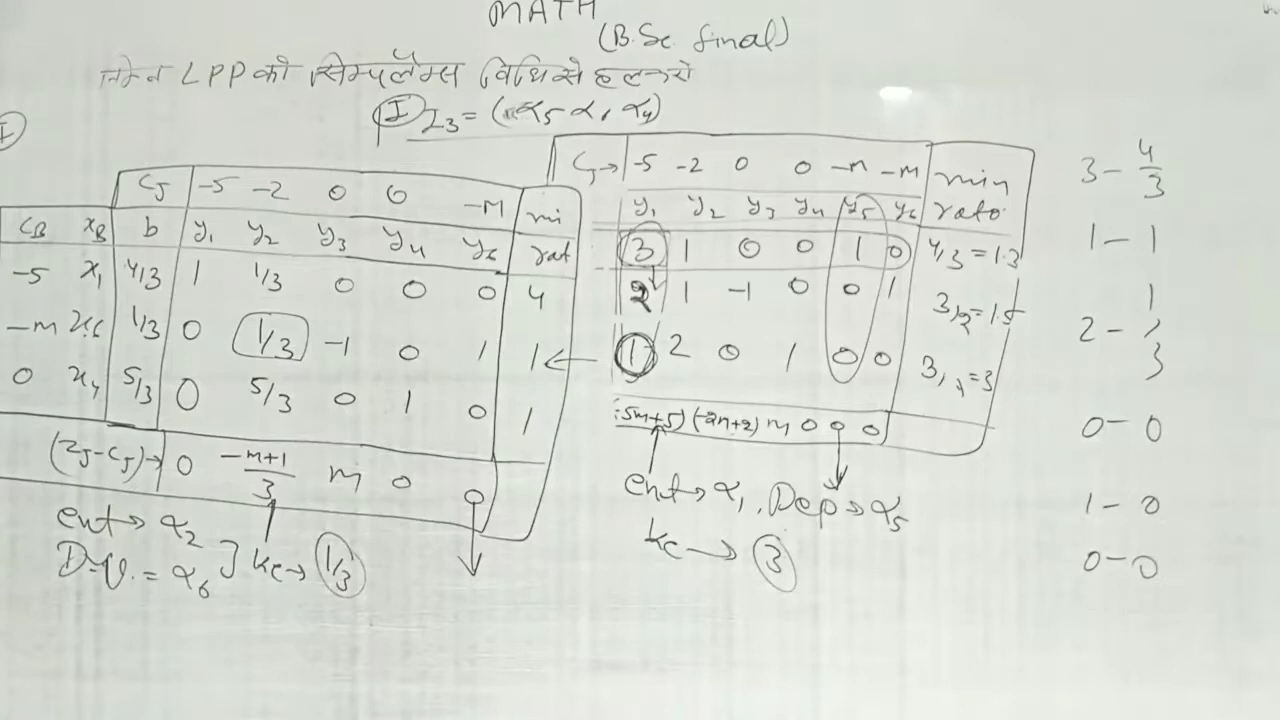 MATH
(B.Sc. final)
निम्न LPP को सिम्पलैक्स विधि से हल करो
I I3 = (α5 α1 α4)
I
CJ -5 -2 0 0 -M mi
CB XB b y1 y2 y3 y4 y6 rat
-5 x1 4/3 1 1/3 0 0 0 4
-M x6 1/3 0 1/3 -1 0 1 1 ←
0 x4 5/3 0 5/3 0 1 0 1
(ZJ-CJ)→ 0 -M+1/3 M 0 0
ent→ α2
D.V. = α6 ] ke→ 1/3
CJ→ -5 -2 0 0 -M -M min
y1 y2 y3 y4 y5 y6 rato
3 1 0 0 1 0 4/3 = 1.3
2 1 -1 0 0 1 3/2 = 1.5
1 2 0 1 0 0 3/1 = 3
-5M+5) (-2M+2) M 0 0 0
ent→ α1, Dep→ α5
ke→ 3
3 - 4/3
1 - 1
2 - 1/3
0 - 0
1 - 0
0 - 0